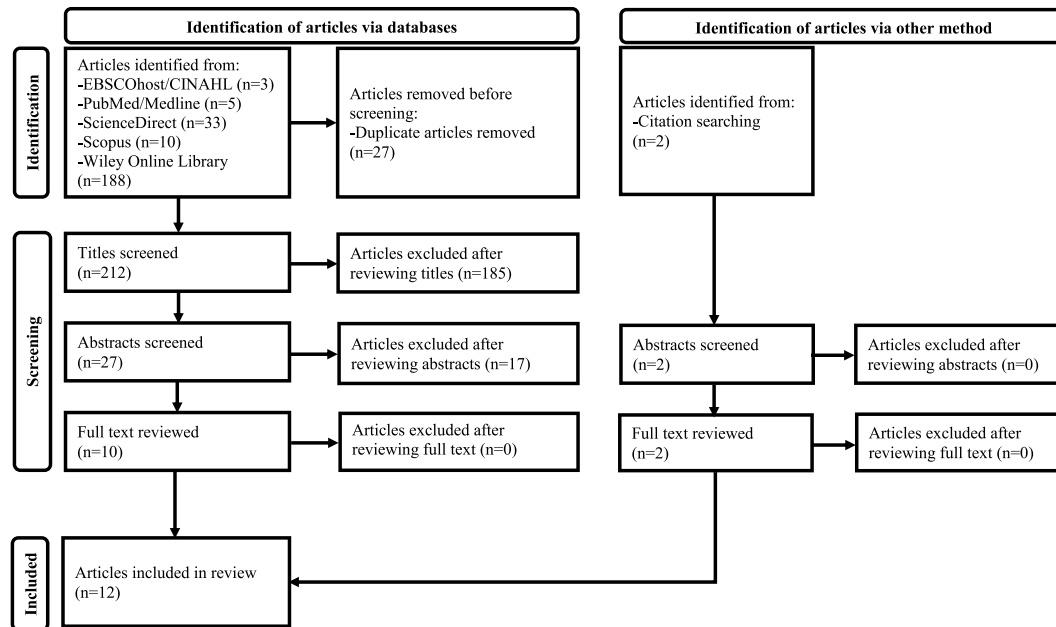 Identification of articles via databases
Identification of articles via other method
Identification
Articles identified from:
-EBSCOhost/CINAHL (n=3)
-PubMed/Medline (n=5)
-ScienceDirect (n=33)
-Scopus (n=10)
-Wiley Online Library
(n=188)
Articles removed before
screening:
-Duplicate articles removed
(n=27)
Articles identified from:
-Citation searching
(n=2)
Screening
Titles screened
(n=212)
Articles excluded after
reviewing titles (n=185)
Abstracts screened
(n=27)
Articles excluded after
reviewing abstracts (n=17)
Abstracts screened
(n=2)
Articles excluded after
reviewing abstracts (n=0)
Full text reviewed
(n=10)
Articles excluded after
reviewing full text (n=0)
Full text reviewed
(n=2)
Articles excluded after
reviewing full text (n=0)
Included
Articles included in review
(n=12)